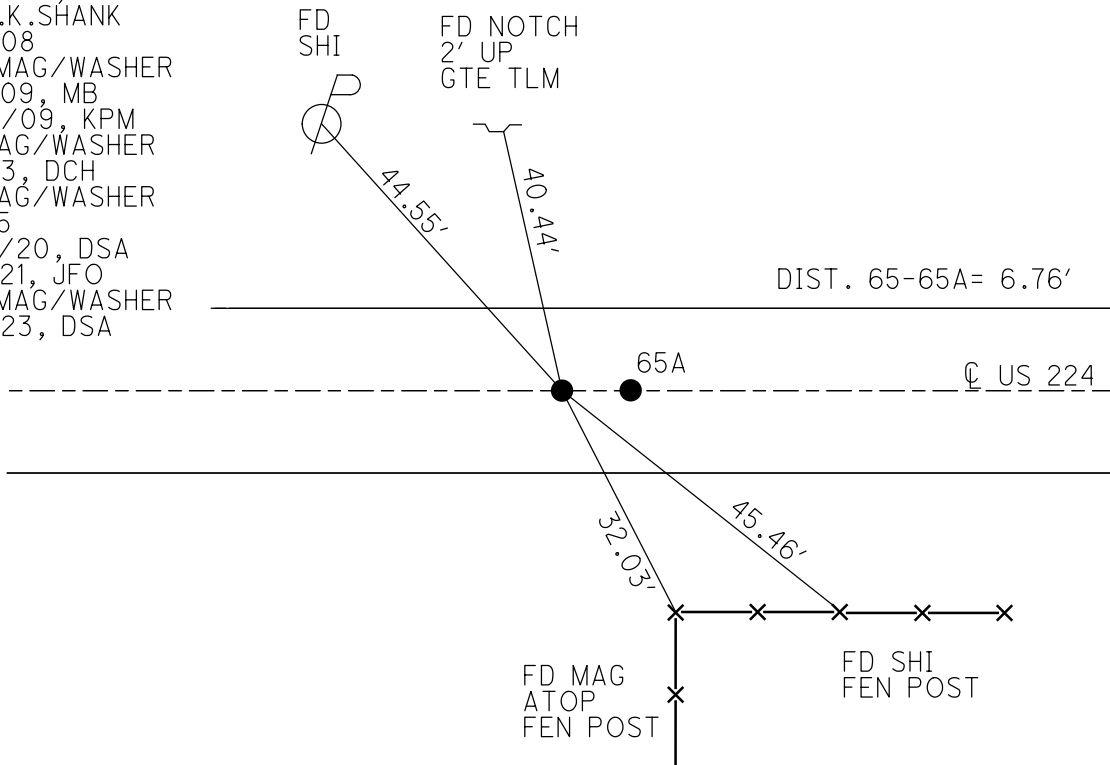 .K.SHANK
08
MAG/WASHER
09, MB
/09, KPM
AG/WASHER
3, DCH
AG/WASHER
5
/20, DSA
21, JFO
MAG/WASHER
23, DSA
FD
SHI
FD NOTCH
2' UP
GTE TLM
44.55'
40.44'
DIST. 65-65A= 6.76'
65A
℄ US 224
32.03'
45.46'
FD MAG
ATOP
FEN POST
FD SHI
FEN POST